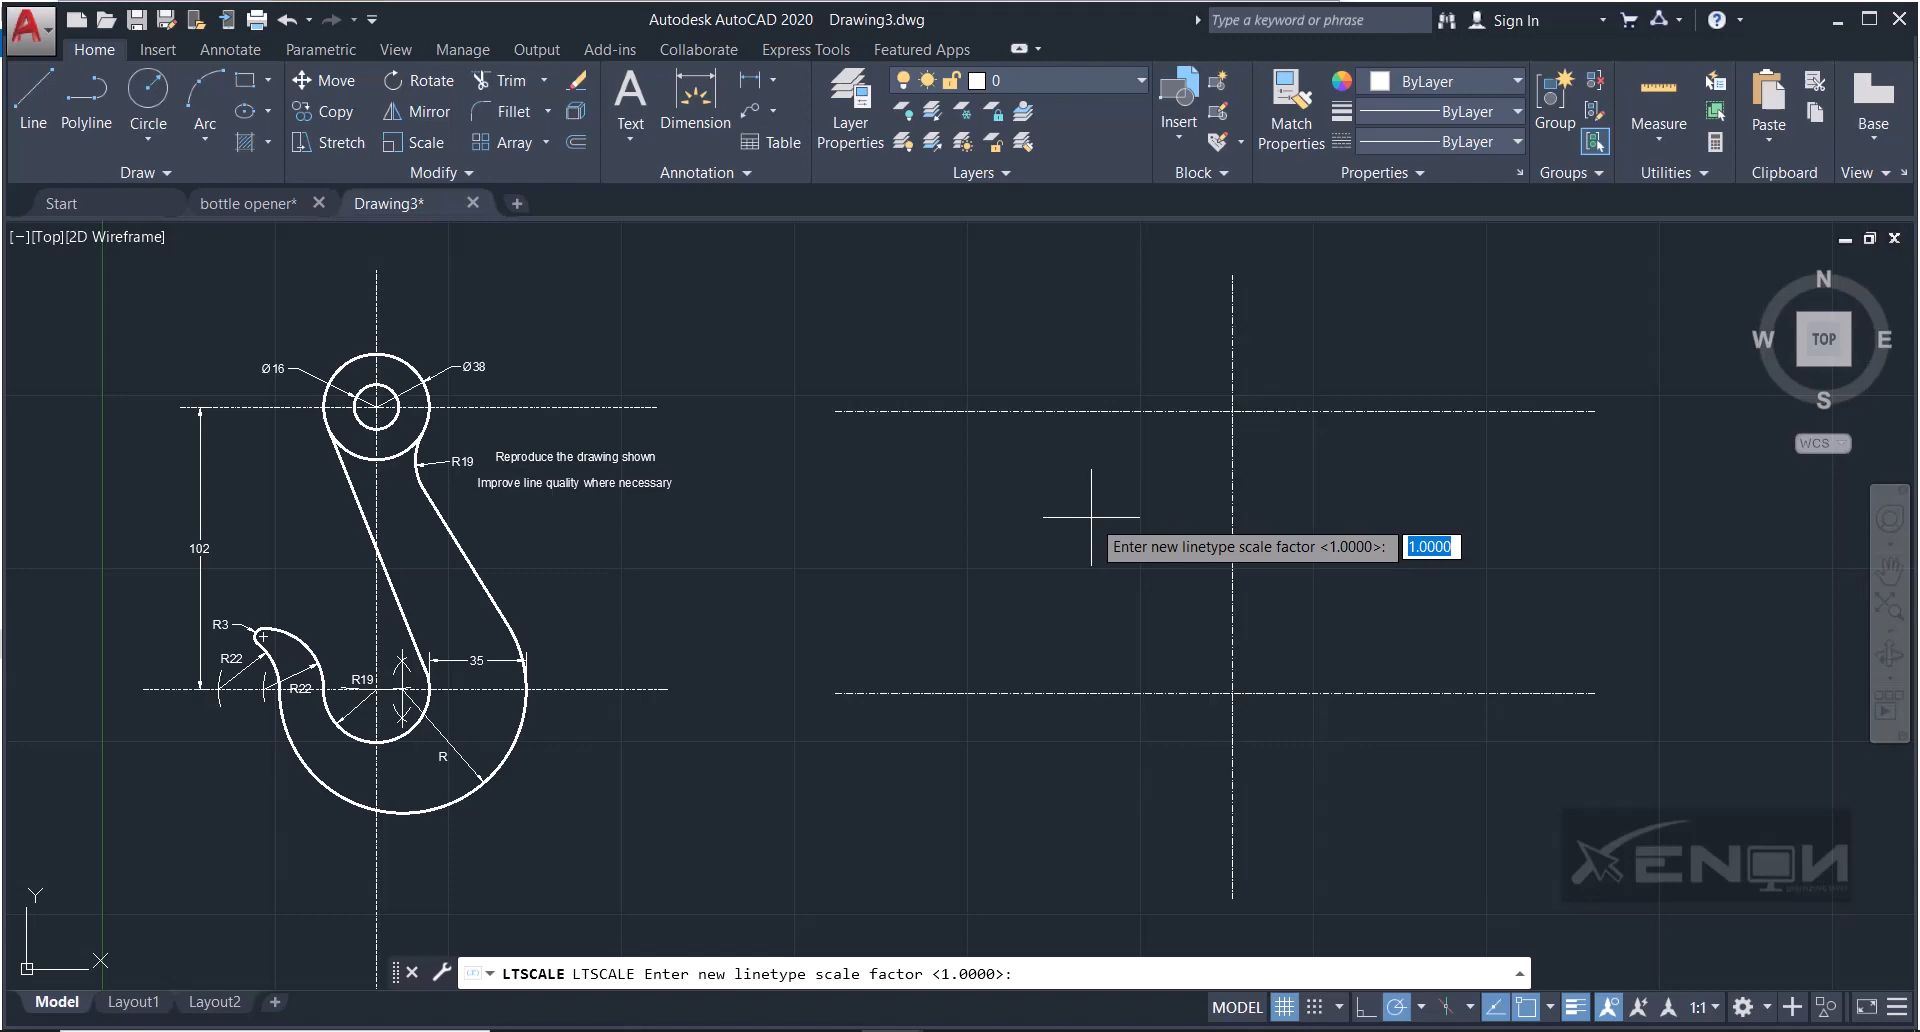 Autodesk AutoCAD 2020 Drawing3.dwg
Type a keyword or phrase
Sign In
Home Insert Annotate Parametric View Manage Output Add-ins Collaborate Express Tools Featured Apps
Line Polyline Circle Arc
Move Rotate Trim
Copy Mirror Fillet
Stretch Scale Array
Text Dimension Table
Layer Properties
0
Insert
Match Properties
ByLayer
ByLayer
ByLayer
Group
Measure
Paste
Base
Draw Modify Annotation Layers Block Properties Groups Utilities Clipboard View
Start bottle opener* Drawing3*
[−][Top][2D Wireframe]
N
W TOP E
S
WCS
Ø16
Ø38
R19
Reproduce the drawing shown
Improve line quality where necessary
102
Enter new linetype scale factor <1.0000>: 1.0000
R3
R22
35
R19
R22
R
XENON
Y
X
LTSCALE LTSCALE Enter new linetype scale factor <1.0000>:
Model Layout1 Layout2
MODEL
1:1